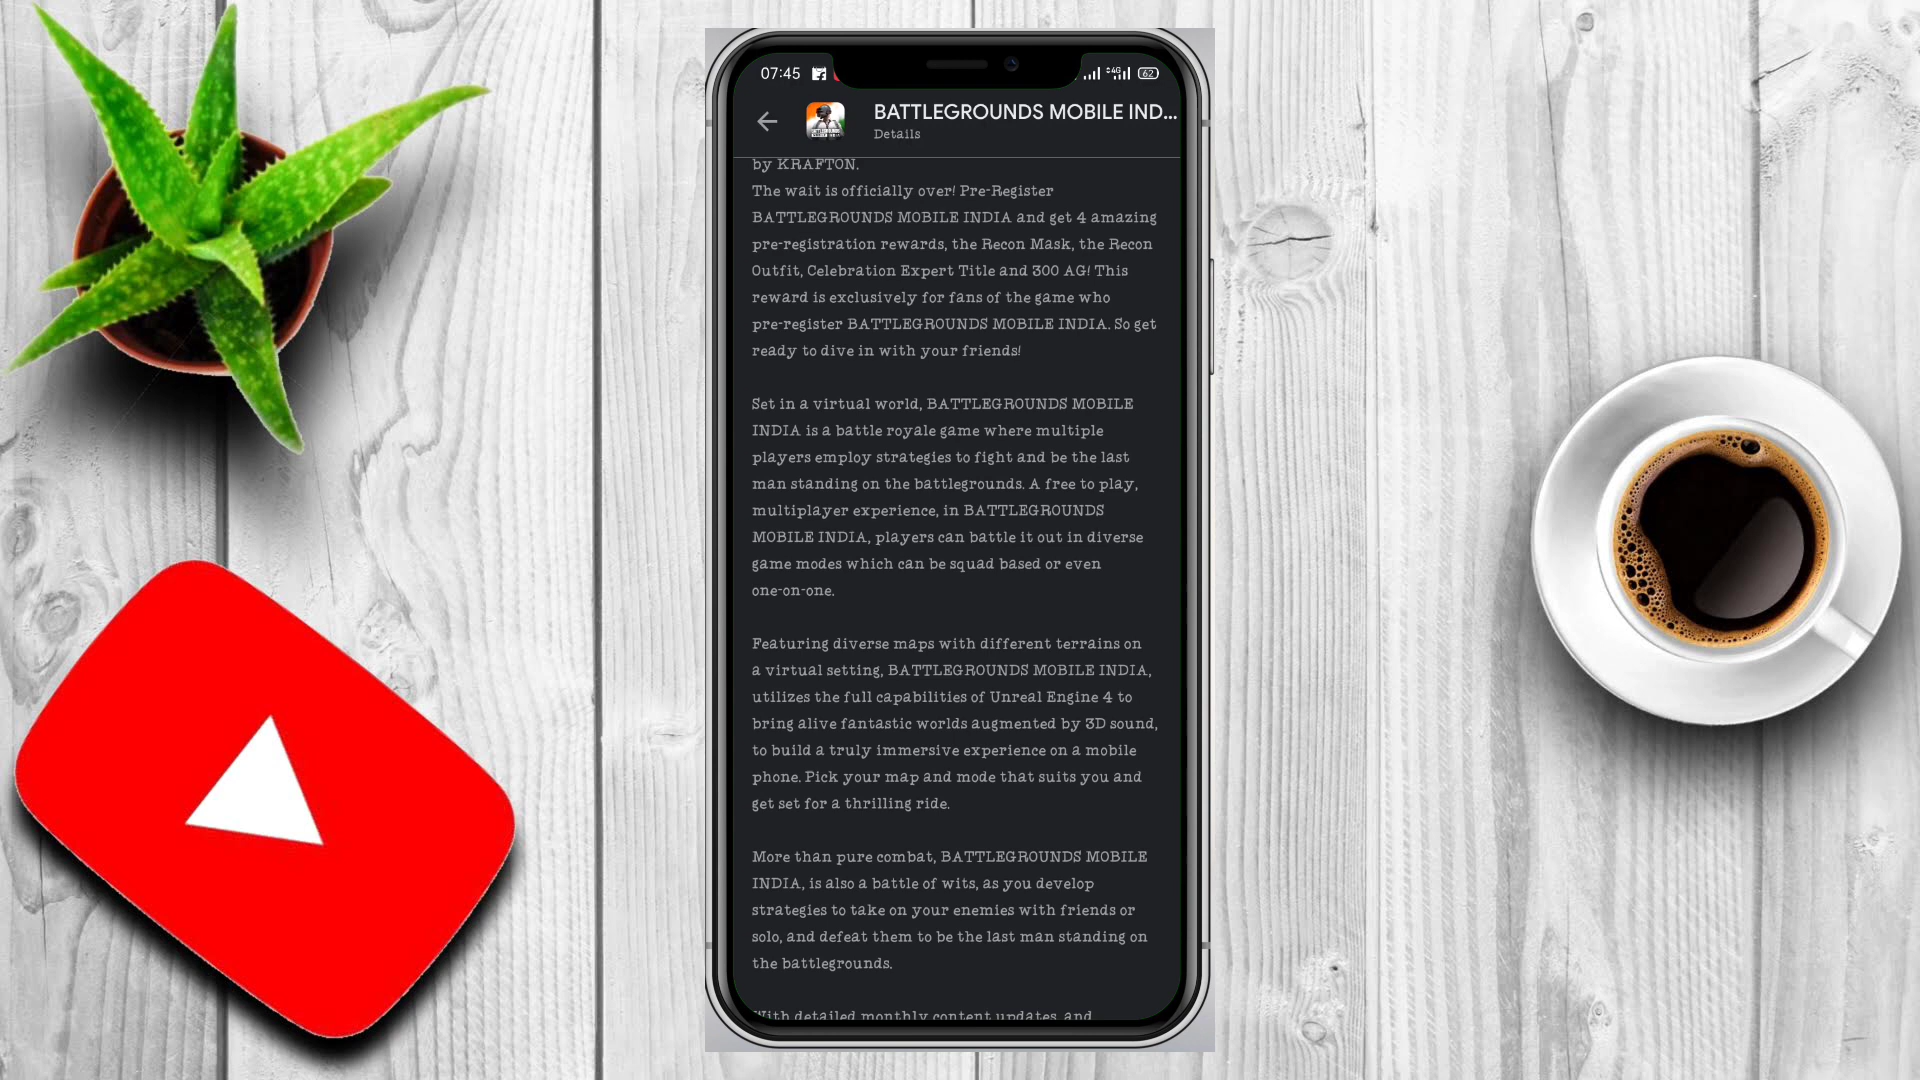 07:45
4G
62
BATTLEGROUNDS MOBILE IND...
Details
by KRAFTON.
The wait is officially over! Pre-Register
BATTLEGROUNDS MOBILE INDIA and get 4 amazing
pre-registration rewards, the Recon Mask, the Recon
Outfit, Celebration Expert Title and 300 AG! This
reward is exclusively for fans of the game who
pre-register BATTLEGROUNDS MOBILE INDIA. So get
ready to dive in with your friends!
Set in a virtual world, BATTLEGROUNDS MOBILE
INDIA is a battle royale game where multiple
players employ strategies to fight and be the last
man standing on the battlegrounds. A free to play,
multiplayer experience, in BATTLEGROUNDS
MOBILE INDIA, players can battle it out in diverse
game modes which can be squad based or even
one-on-one.
Featuring diverse maps with different terrains on
a virtual setting, BATTLEGROUNDS MOBILE INDIA,
utilizes the full capabilities of Unreal Engine 4 to
bring alive fantastic worlds augmented by 3D sound,
to build a truly immersive experience on a mobile
phone. Pick your map and mode that suits you and
get set for a thrilling ride.
More than pure combat, BATTLEGROUNDS MOBILE
INDIA, is also a battle of wits, as you develop
strategies to take on your enemies with friends or
solo, and defeat them to be the last man standing on
the battlegrounds.
With detailed monthly content updates, and